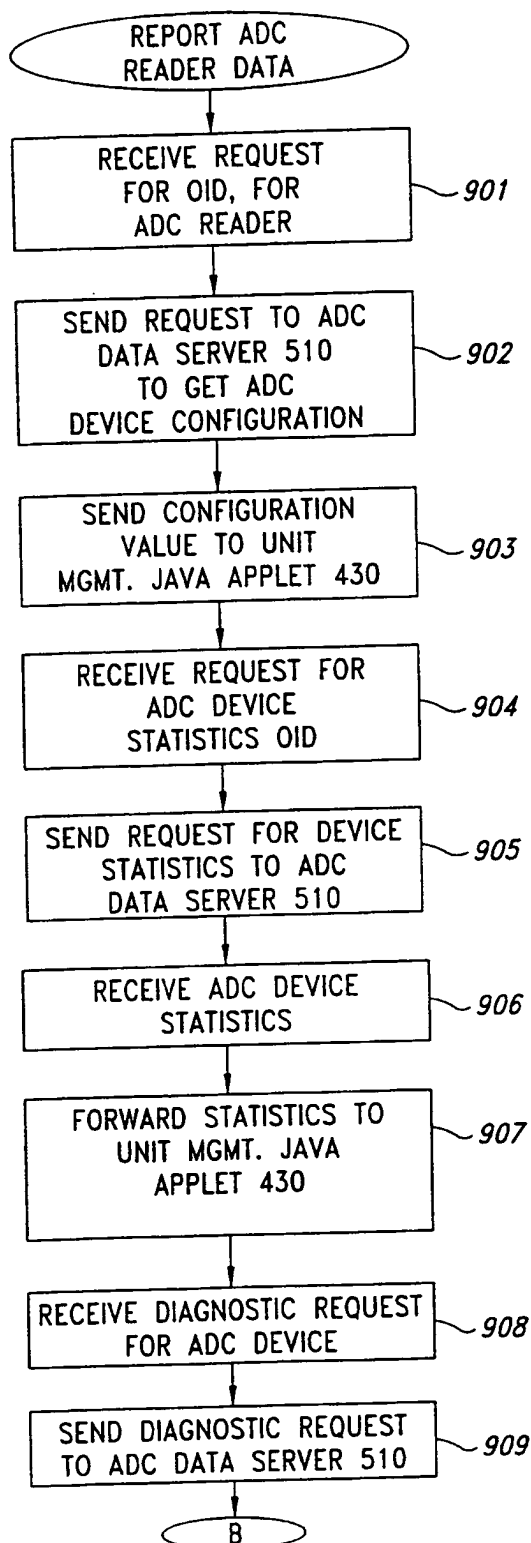 REPORT ADC
READER DATA
RECEIVE REQUEST
FOR OID, FOR
ADC READER
901
SEND REQUEST TO ADC
DATA SERVER 510
TO GET ADC
DEVICE CONFIGURATION
902
SEND CONFIGURATION
VALUE TO UNIT
MGMT. JAVA APPLET 430
903
RECEIVE REQUEST FOR
ADC DEVICE
STATISTICS OID
904
SEND REQUEST FOR DEVICE
STATISTICS TO ADC
DATA SERVER 510
905
RECEIVE ADC DEVICE
STATISTICS
906
FORWARD STATISTICS TO
UNIT MGMT. JAVA
APPLET 430
907
RECEIVE DIAGNOSTIC REQUEST
FOR ADC DEVICE
908
SEND DIAGNOSTIC REQUEST
TO ADC DATA SERVER 510
909
B